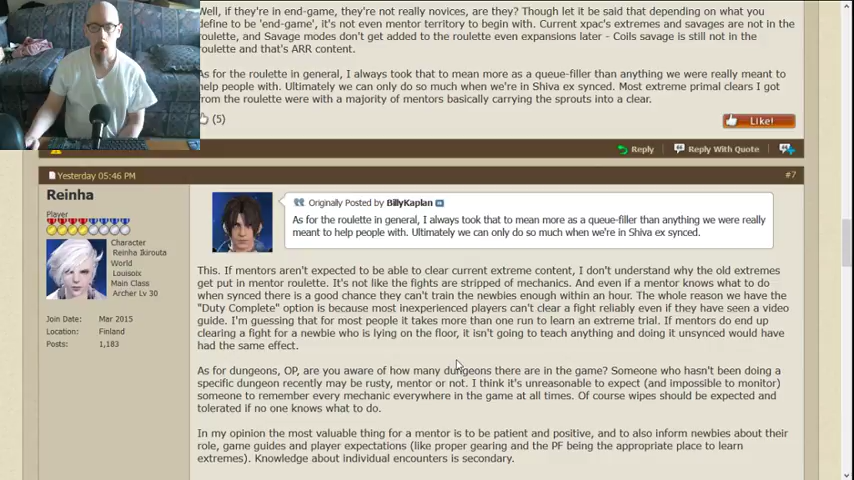 Well, if they're in end-game, they're not really novices, are they? Though let it be said that depending on what you
define to be 'end-game', it's not even mentor territory to begin with. Current xpac's extremes and savages are not in the
roulette, and Savage modes don't get added to the roulette even expansions later - Coils savage is still not in the
roulette and that's ARR content.
As for the roulette in general, I always took that to mean more as a queue-filler than anything we were really meant to
help people with. Ultimately we can only do so much when we're in Shiva ex synced. Most extreme primal clears I got
from the roulette were with a majority of mentors basically carrying the sprouts into a clear.
(5)
Like!
Reply Reply With Quote
Yesterday 05:46 PM #7
Reinha
Player
Character
Reinha Ikirouta
World
Louisoix
Main Class
Archer Lv 30
Join Date: Mar 2015
Location: Finland
Posts: 1,183
Originally Posted by BillyKaplan
As for the roulette in general, I always took that to mean more as a queue-filler than anything we were really
meant to help people with. Ultimately we can only do so much when we're in Shiva ex synced.
This. If mentors aren't expected to be able to clear current extreme content, I don't understand why the old extremes
get put in mentor roulette. It's not like the fights are stripped of mechanics. And even if a mentor knows what to do
when synced there is a good chance they can't train the newbies enough within an hour. The whole reason we have the
"Duty Complete" option is because most inexperienced players can't clear a fight reliably even if they have seen a video
guide. I'm guessing that for most people it takes more than one run to learn an extreme trial. If mentors do end up
clearing a fight for a newbie who is lying on the floor, it isn't going to teach anything and doing it unsynced would have
had the same effect.
As for dungeons, OP, are you aware of how many dungeons there are in the game? Someone who hasn't been doing a
specific dungeon recently may be rusty, mentor or not. I think it's unreasonable to expect (and impossible to monitor)
someone to remember every mechanic everywhere in the game at all times. Of course wipes should be expected and
tolerated if no one knows what to do.
In my opinion the most valuable thing for a mentor is to be patient and positive, and to also inform newbies about their
role, game guides and player expectations (like proper gearing and the PF being the appropriate place to learn
extremes). Knowledge about individual encounters is secondary.